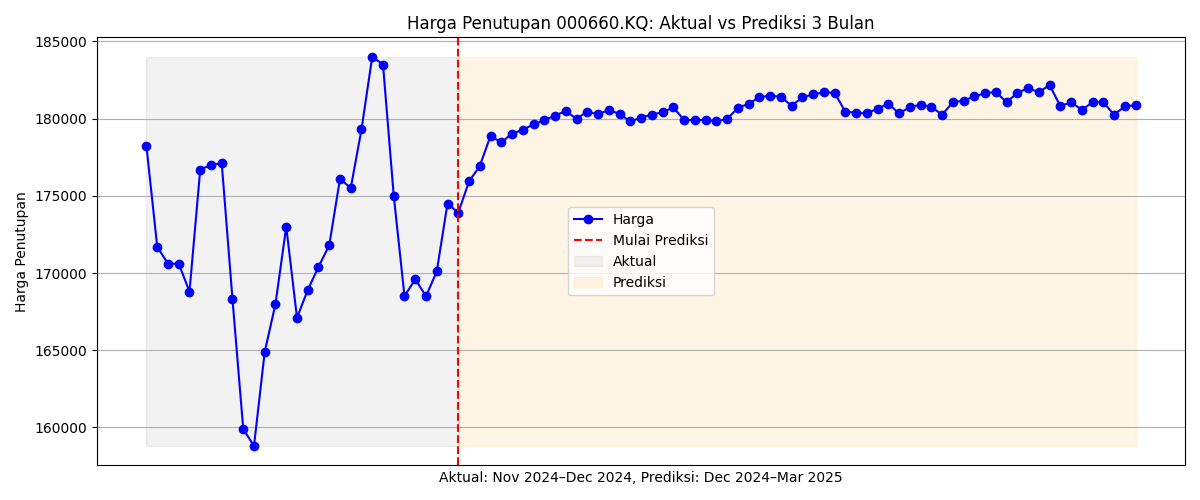 Harga Penutupan 000660.KQ: Aktual vs Prediksi 3 Bulan
Harga Penutupan
185000
180000
175000
170000
165000
160000
Harga
Mulai Prediksi
Aktual
Prediksi
Aktual: Nov 2024–Dec 2024, Prediksi: Dec 2024–Mar 2025